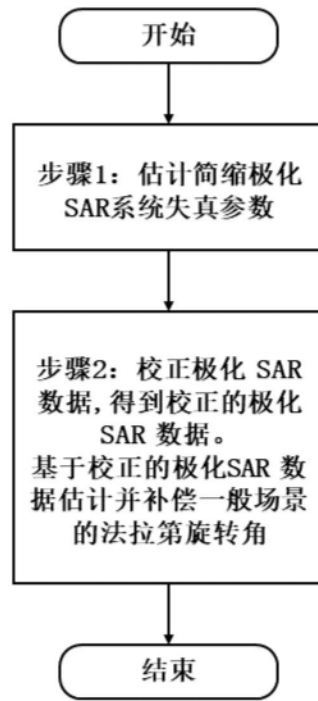 开始
步骤1: 估计简缩极化
SAR系统失真参数
步骤2: 校正极化 SAR
数据,得到校正的极化
SAR 数据。
基于校正的极化SAR 数
据估计并补偿一般场景
的法拉第旋转角
结束